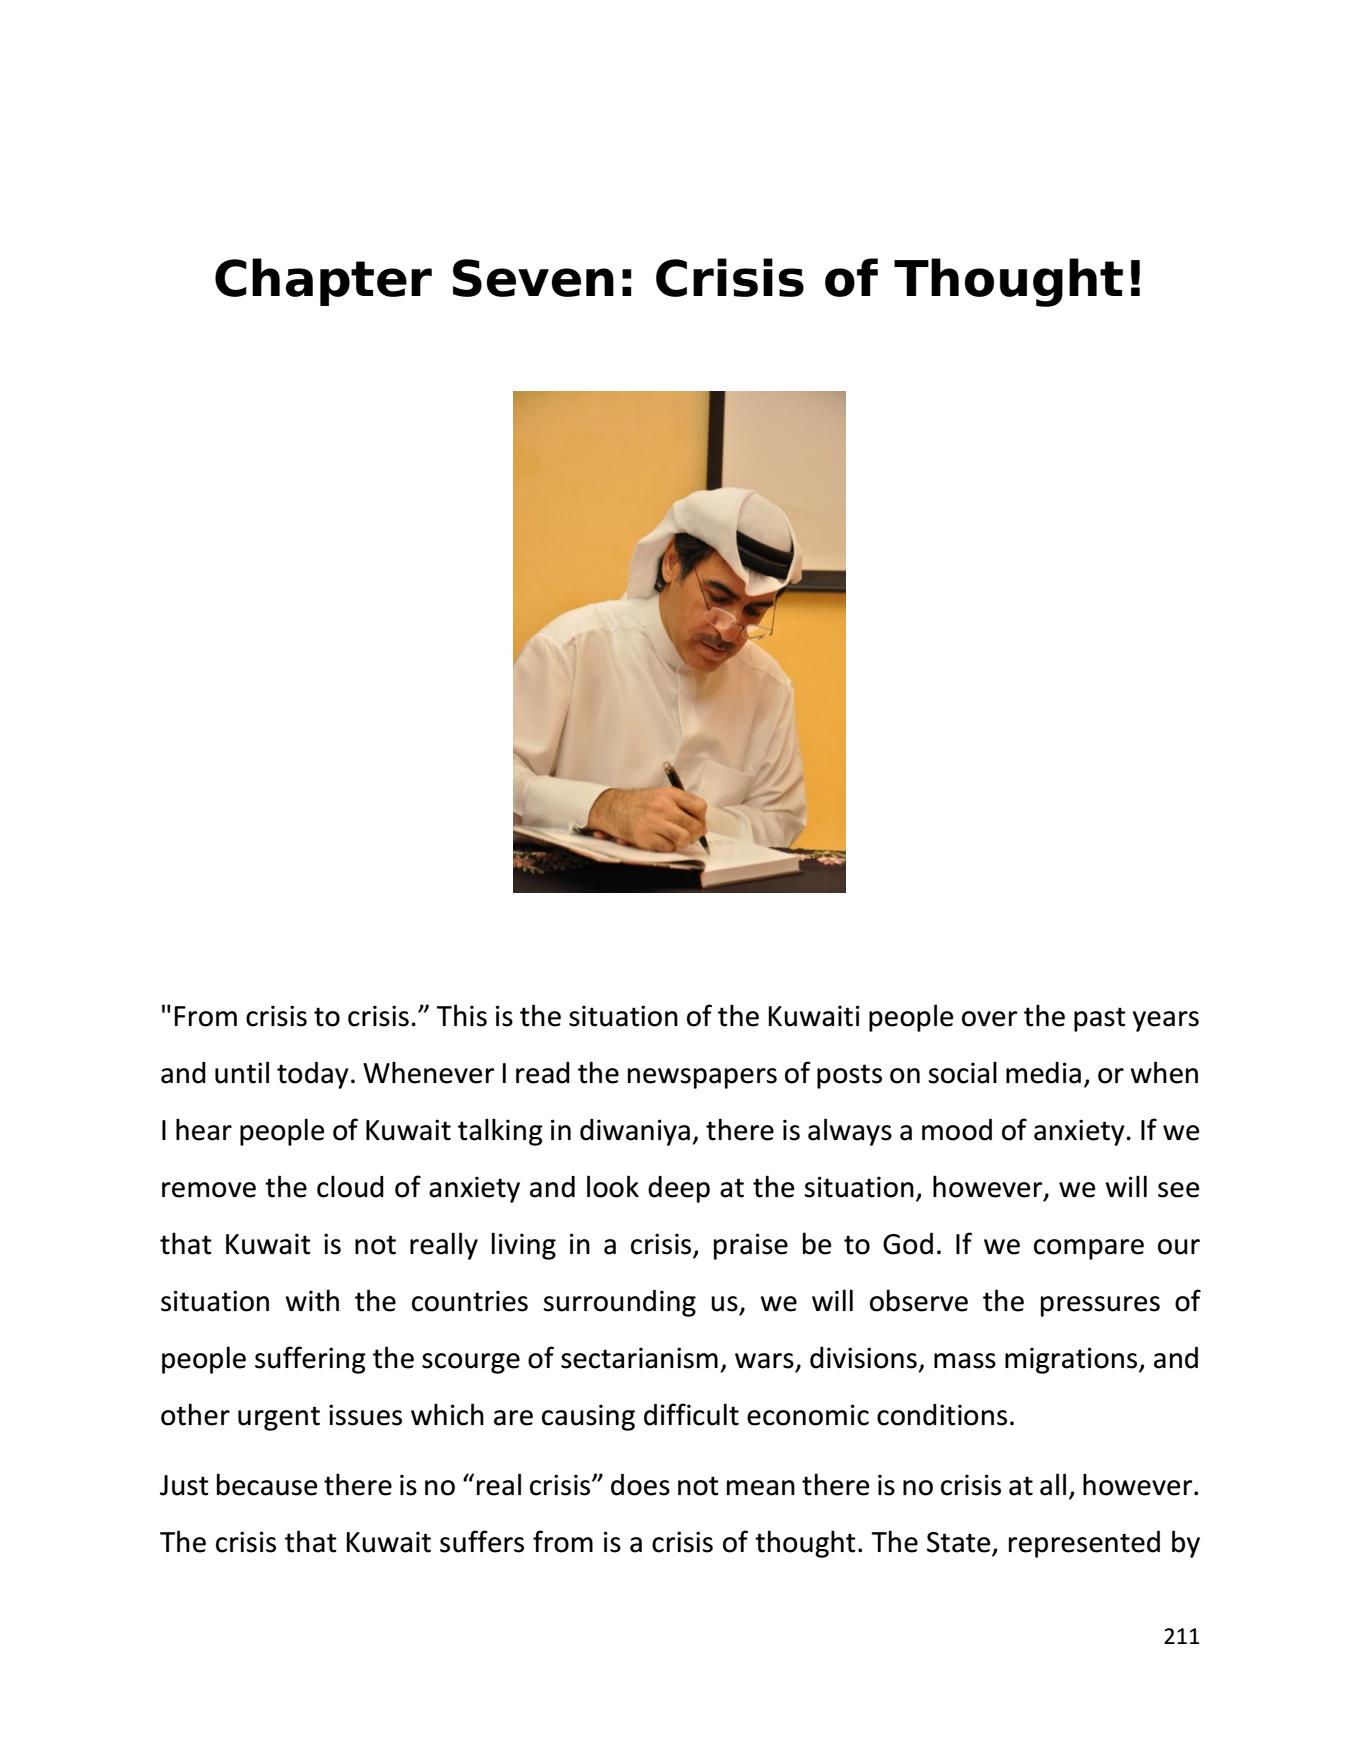 Chapter Seven: Crisis of Thought!
"From crisis to crisis.” This is the situation of the Kuwaiti people over the past years
and until today. Whenever I read the newspapers of posts on social media, or when
I hear people of Kuwait talking in diwaniya, there is always a mood of anxiety. If we
remove the cloud of anxiety and look deep at the situation, however, we will see
that Kuwait is not really living in a crisis, praise be to God. If we compare our
situation with the countries surrounding us, we will observe the pressures of
people suffering the scourge of sectarianism, wars, divisions, mass migrations, and
other urgent issues which are causing difficult economic conditions.
Just because there is no “real crisis” does not mean there is no crisis at all, however.
The crisis that Kuwait suffers from is a crisis of thought. The State, represented by
211